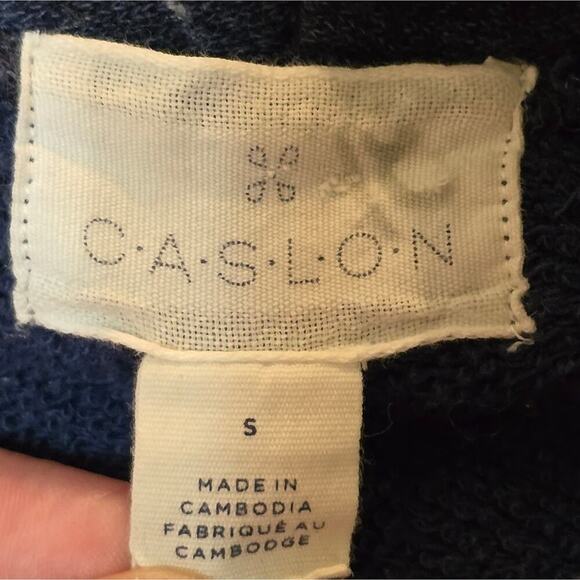 C·A·S·L·O·N
S
MADE IN
CAMBODIA
FABRIQUÉ AU
CAMBODGE